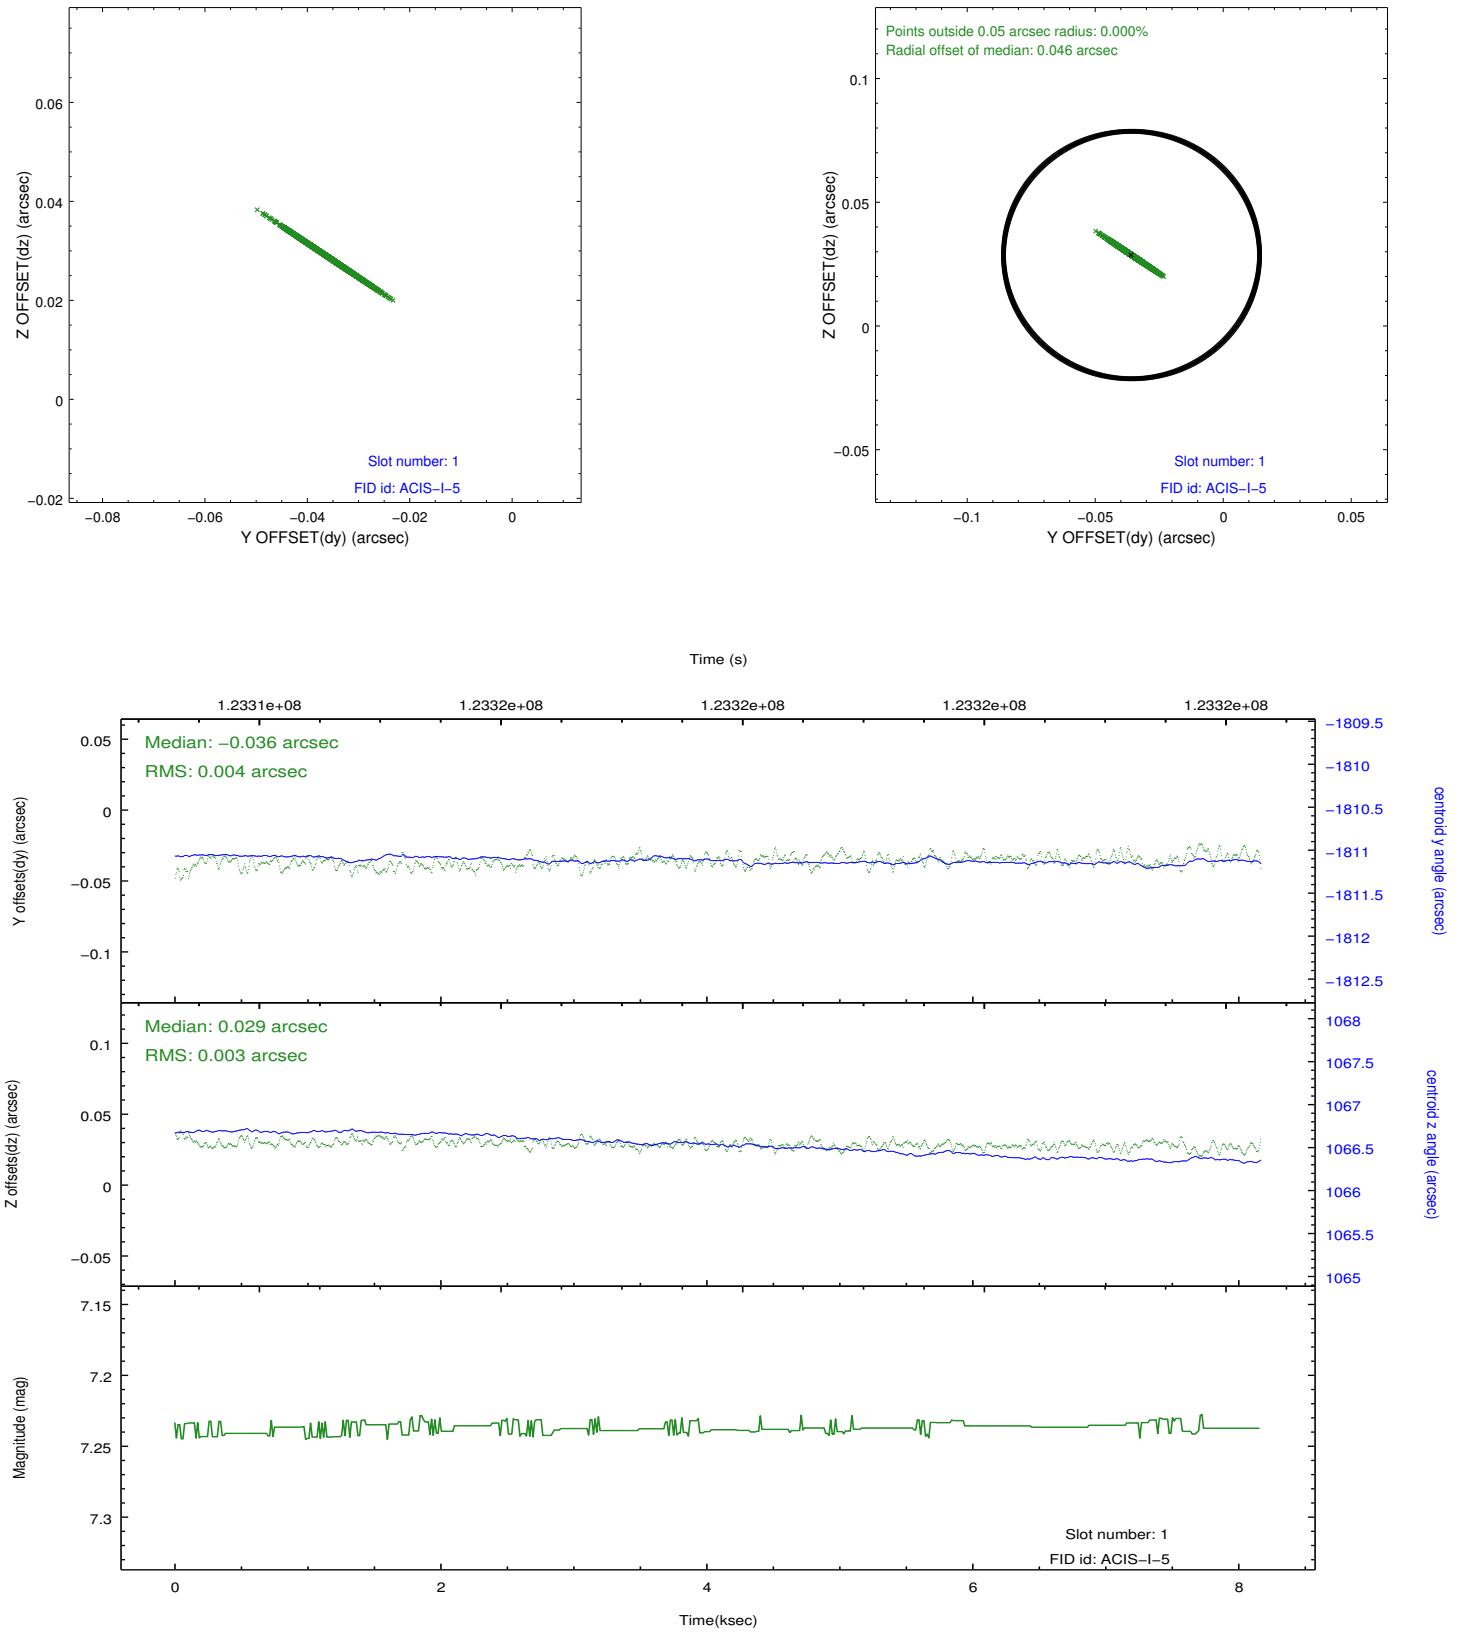 0.06
0.04
0.02
0
−0.02
Z OFFSET(dz) (arcsec)
Slot number: 1
FID id: ACIS−I−5
−0.08 −0.06 −0.04 −0.02 0
Y OFFSET(dy) (arcsec)
Points outside 0.05 arcsec radius: 0.000%
Radial offset of median: 0.046 arcsec
0.1
0.05
0
−0.05
Z OFFSET(dz) (arcsec)
Slot number: 1
FID id: ACIS−I−5
−0.1 −0.05 0 0.05
Y OFFSET(dy) (arcsec)
Time (s)
1.2331e+08 1.2332e+08 1.2332e+08 1.2332e+08 1.2332e+08
Median: −0.036 arcsec
RMS: 0.004 arcsec
0.05
0
−0.05
−0.1
Y offsets(dy) (arcsec)
−1809.5
−1810
−1810.5
−1811
−1811.5
−1812
−1812.5
centroid y angle (arcsec)
Median: 0.029 arcsec
RMS: 0.003 arcsec
0.1
0.05
0
−0.05
Z offsets(dz) (arcsec)
1068
1067.5
1067
1066.5
1066
1065.5
1065
centroid z angle (arcsec)
7.15
7.2
7.25
7.3
Magnitude (mag)
Slot number: 1
FID id: ACIS−I−5
0 2 4 6 8
Time(ksec)